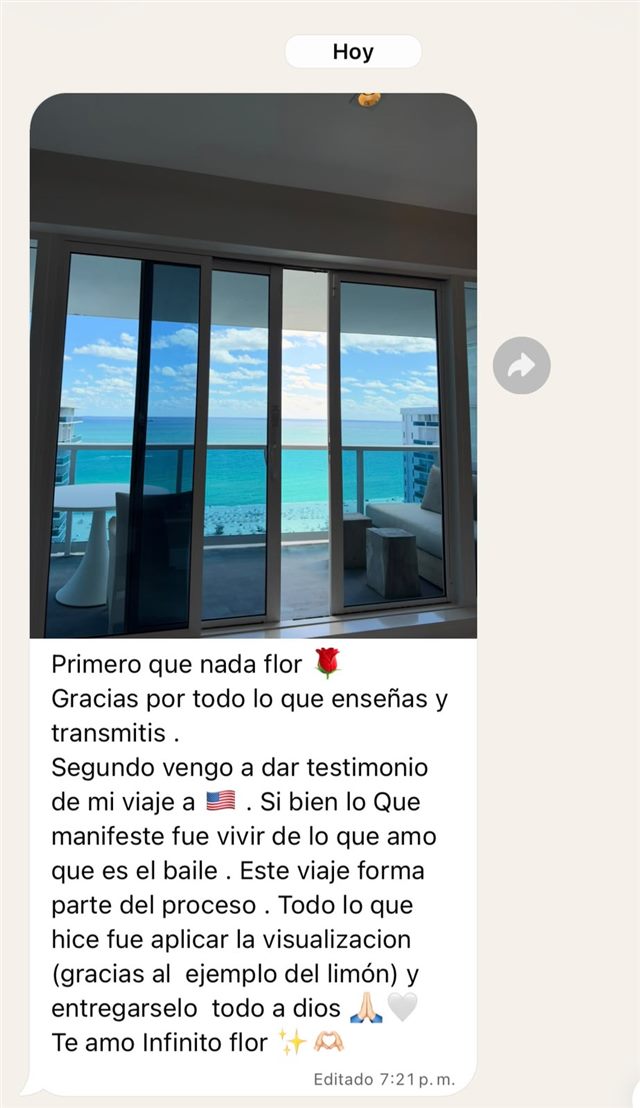 Hoy
Primero que nada flor 🌹
Gracias por todo lo que enseñas y
transmitis .
Segundo vengo a dar testimonio
de mi viaje a 🇺🇸 . Si bien lo Que
manifeste fue vivir de lo que amo
que es el baile . Este viaje forma
parte del proceso . Todo lo que
hice fue aplicar la visualizacion
(gracias al  ejemplo del limón) y
entregarselo  todo a dios 🙏🏻🤍
Te amo Infinito flor ✨🫶🏻
Editado 7:21 p. m.